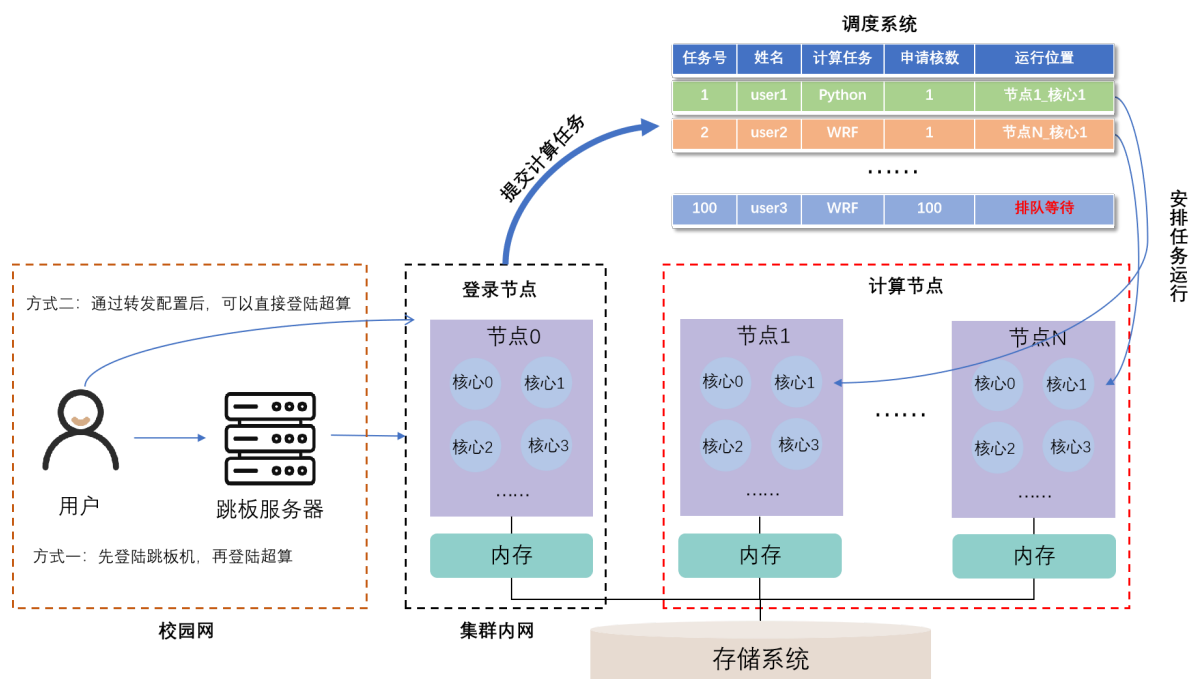 调度系统
任务号 姓名 计算任务 申请核数 运行位置
1 user1 Python 1 节点1_核心1
2 user2 WRF 1 节点N_核心1
……
100 user3 WRF 100 排队等待
提交计算任务
安排任务运行
方式二：通过转发配置后，可以直接登陆超算
用户
跳板服务器
方式一：先登陆跳板机，再登陆超算
校园网
登录节点
节点0
核心0 核心1
核心2 核心3
……
内存
集群内网
计算节点
节点1
核心0 核心1
核心2 核心3
……
内存
……
节点N
核心0 核心1
核心2 核心3
……
内存
存储系统